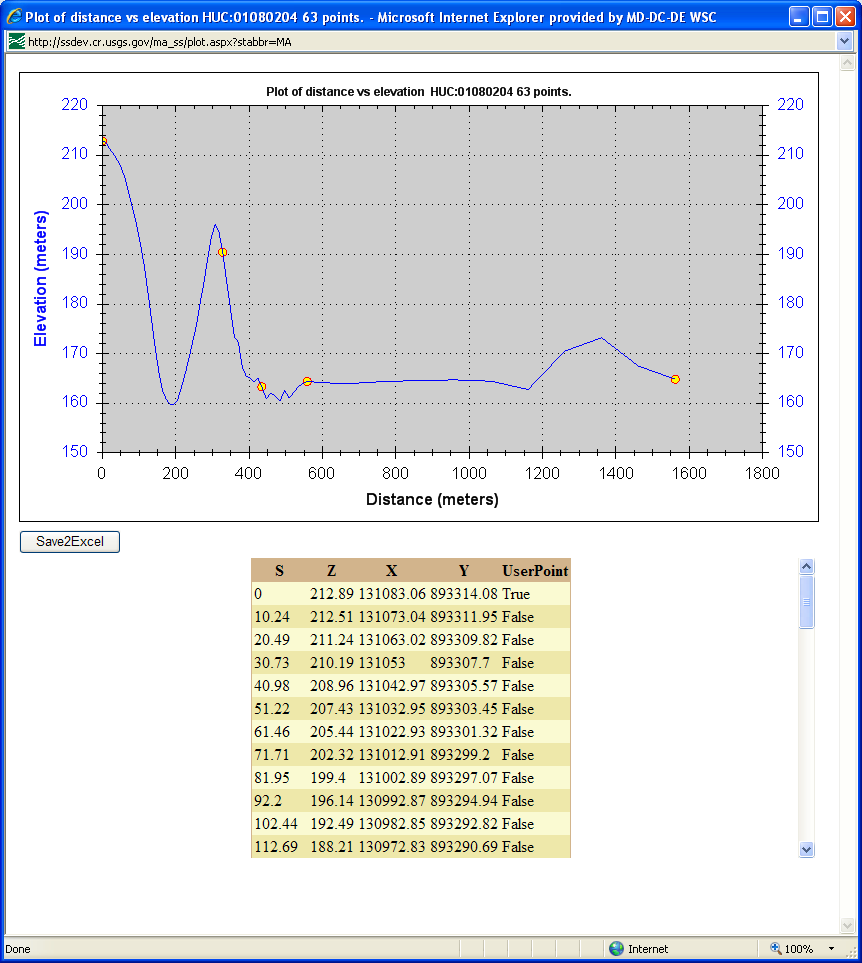 Plot of distance vs elevation HUC:01080204 63 points. - Microsoft Internet Explorer provided by MD-DC-DE WSC
http://ssdev.cr.usgs.gov/ma_ss/plot.aspx?stabbr=MA
Plot of distance vs elevation HUC:01080204 63 points.
220 220
210 210
200 200
190 190
180 180
170 170
160 160
150 150
Elevation (meters)
0 200 400 600 800 1000 1200 1400 1600 1800
Distance (meters)
Save2Excel
S Z X Y UserPoint
0 212.89 131083.06 893314.08 True
10.24 212.51 131073.04 893311.95 False
20.49 211.24 131063.02 893309.82 False
30.73 210.19 131053 893307.7 False
40.98 208.96 131042.97 893305.57 False
51.22 207.43 131032.95 893303.45 False
61.46 205.44 131022.93 893301.32 False
71.71 202.32 131012.91 893299.2 False
81.95 199.4 131002.89 893297.07 False
92.2 196.14 130992.87 893294.94 False
102.44 192.49 130982.85 893292.82 False
112.69 188.21 130972.83 893290.69 False
Done Internet 100%